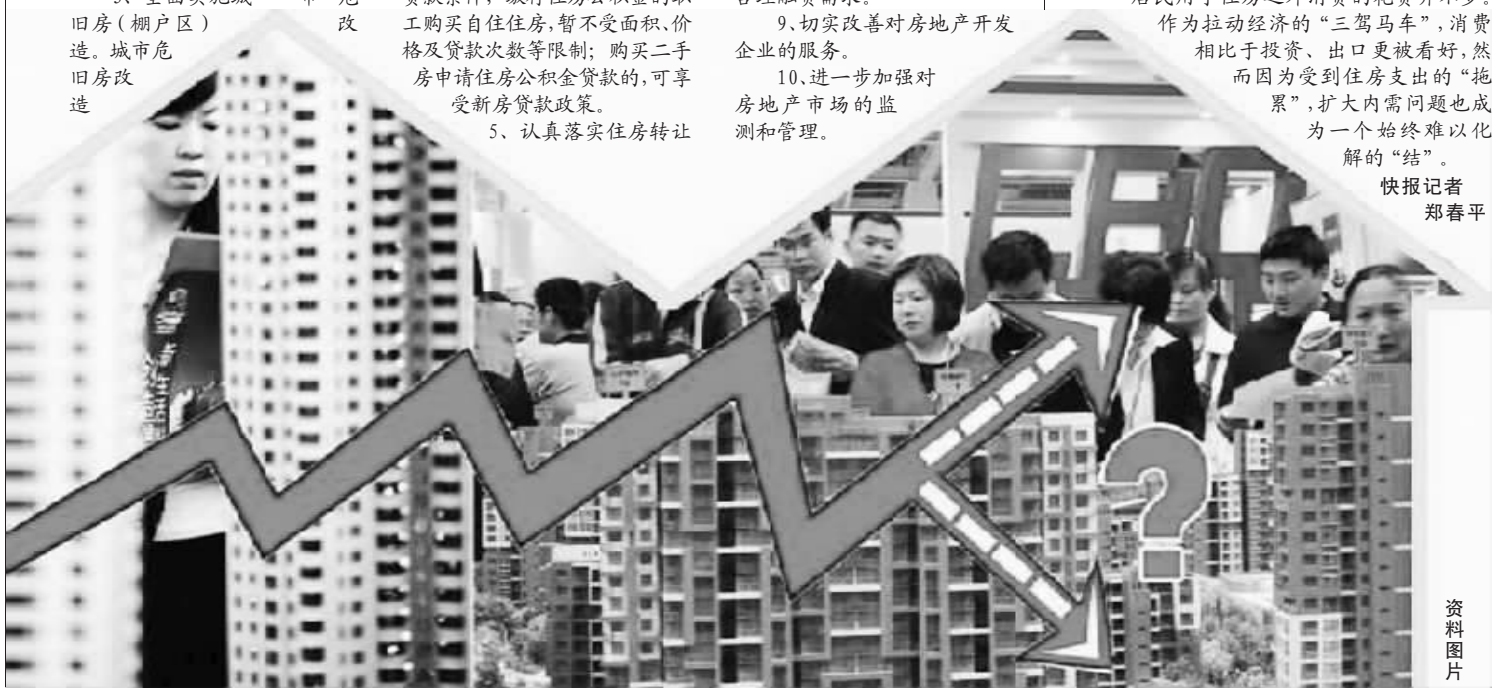 旧房(棚户区)改
造。城市危
旧房改
造
工购买自住住房,暂不受面积、价
格及贷款次数等限制;购买二手
房申请住房公积金贷款的,可享
受新房贷款政策。
5、认真落实住房转让
9、切实改善对房地产开发
企业的服务。
10、进一步加强对
房地产市场的监
测和管理。
作为拉动经济的“三驾马车”,消费
相比于投资、出口更被看好,然
而因为受到住房支出的“拖
累”,扩大内需问题也成
为一个始终难以化
解的“结”。
快报记者
郑春平
?
资料图片